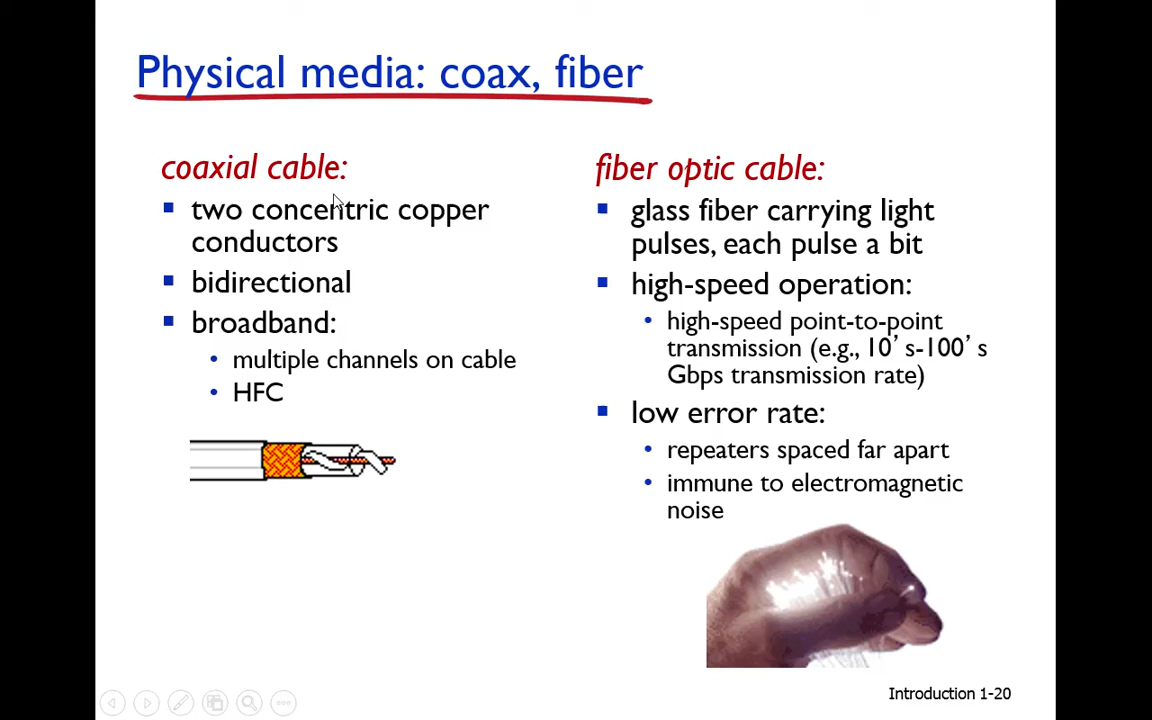 Physical media: coax, fiber
coaxial cable:
▪ two concentric copper
conductors
▪ bidirectional
▪ broadband:
• multiple channels on cable
• HFC
fiber optic cable:
▪ glass fiber carrying light
pulses, each pulse a bit
▪ high-speed operation:
• high-speed point-to-point
transmission (e.g., 10’ s-100’ s
Gbps transmission rate)
▪ low error rate:
• repeaters spaced far apart
• immune to electromagnetic
noise
Introduction 1-20